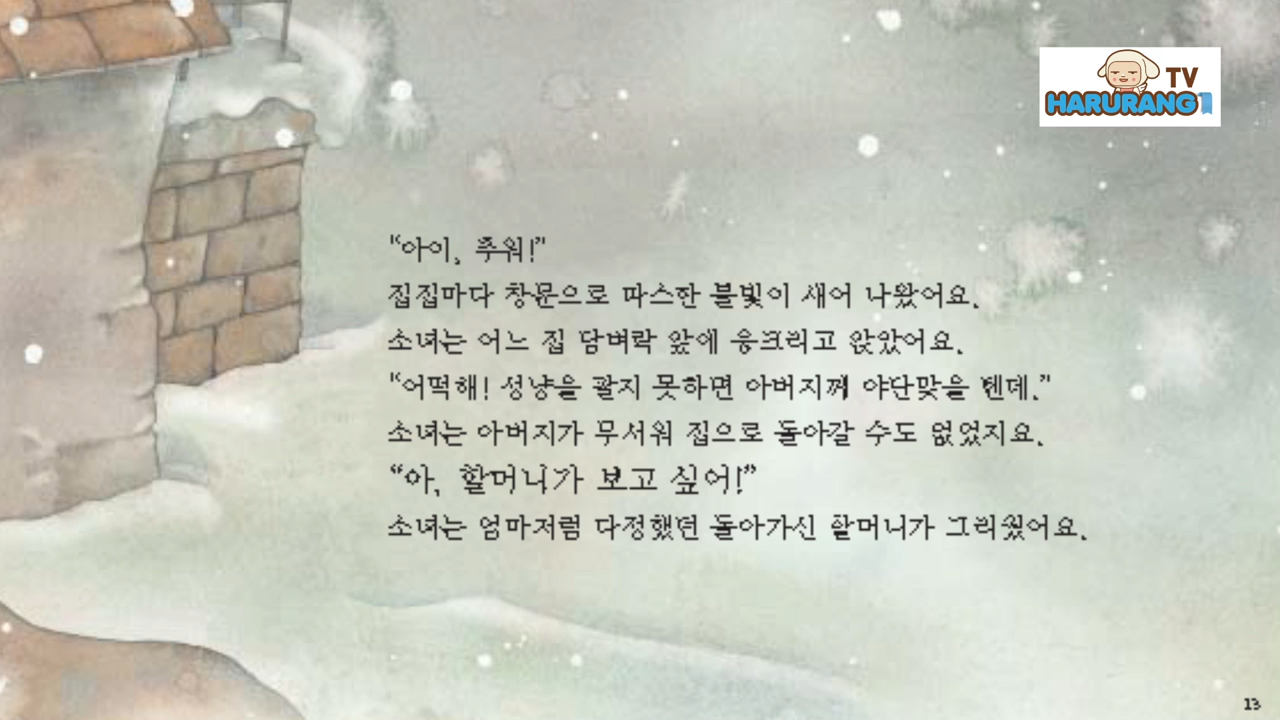 TV
HARURANG
"아이, 추워!"
집집마다 창문으로 따스한 불빛이 새어 나왔어요.
소녀는 어느 집 담벼락 앞에 웅크리고 앉았어요.
"어떡해! 성냥을 팔지 못하면 아버지께 야단맞을 텐데."
소녀는 아버지가 무서워 집으로 돌아갈 수도 없었지요.
"아, 할머니가 보고 싶어!"
소녀는 엄마처럼 다정했던 돌아가신 할머니가 그리웠어요.
13